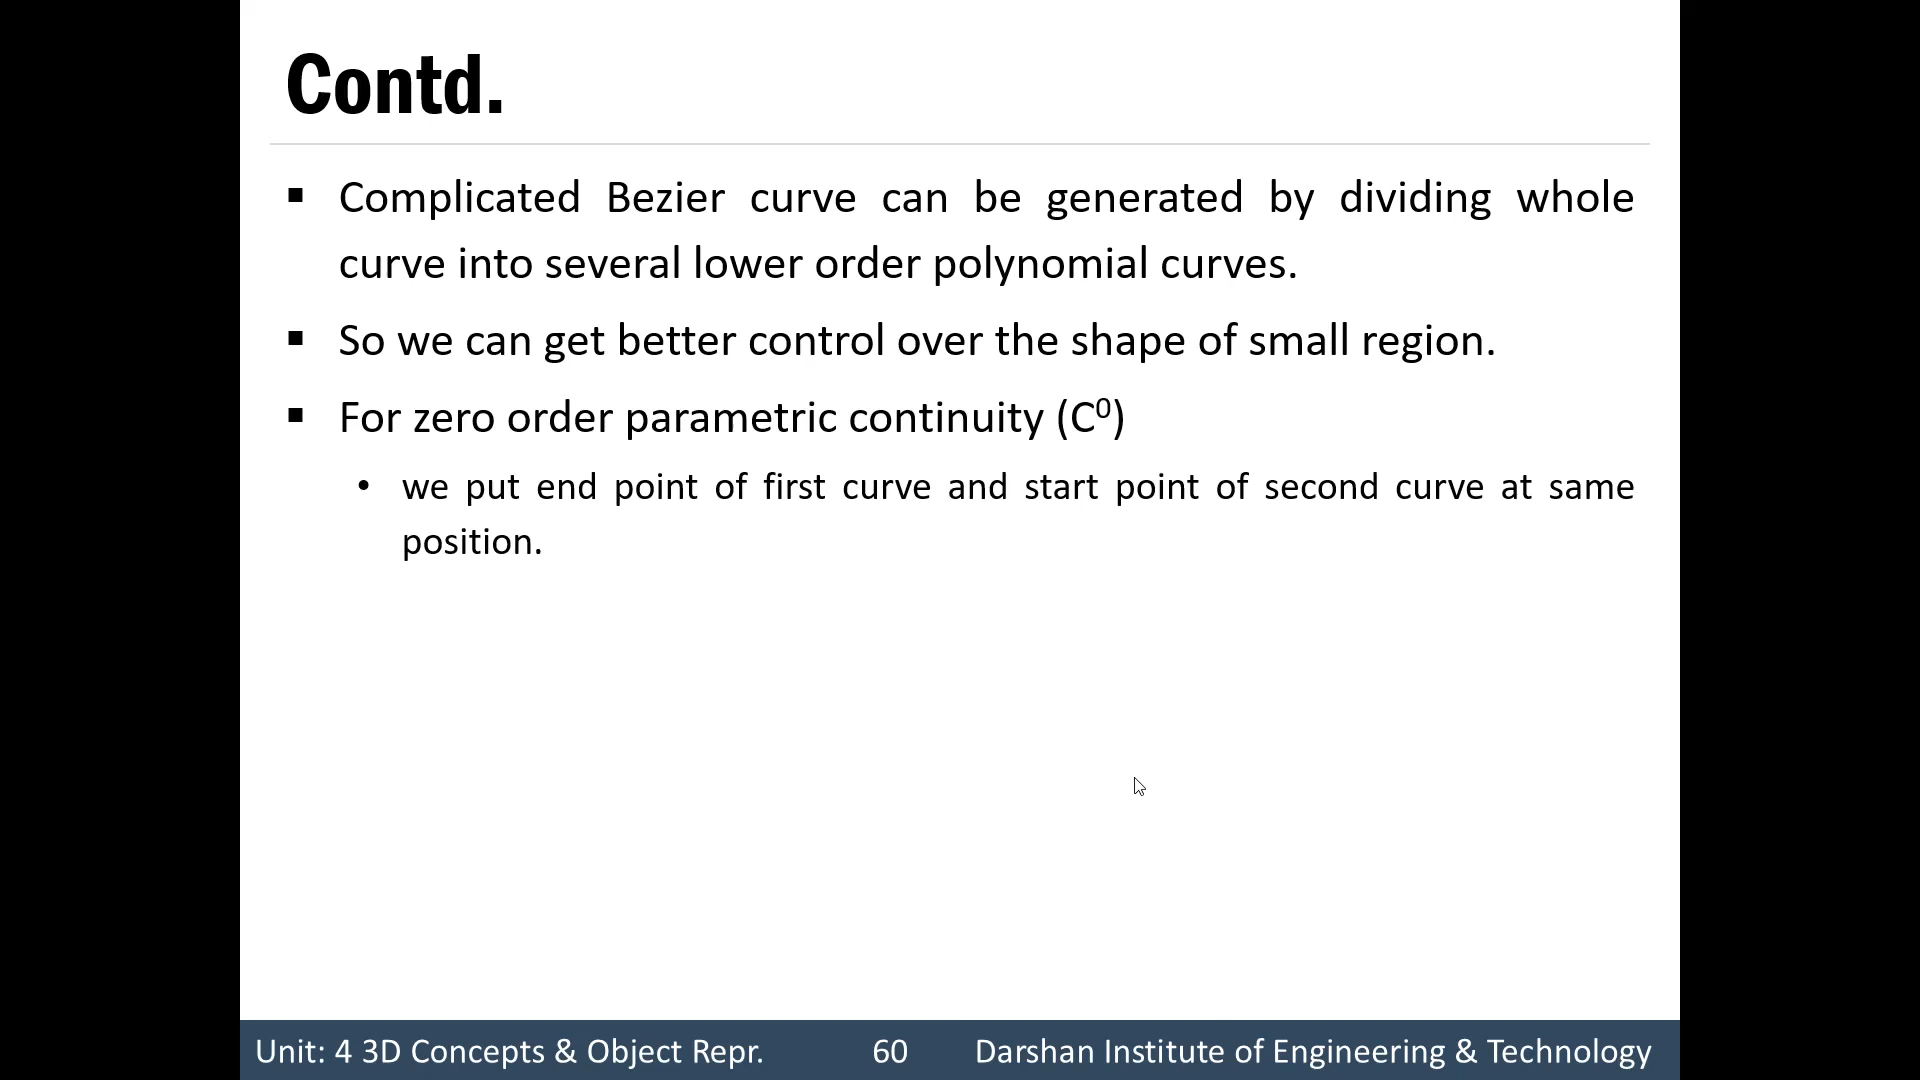 Contd.
▪ Complicated Bezier curve can be generated by dividing whole
curve into several lower order polynomial curves.
▪ So we can get better control over the shape of small region.
▪ For zero order parametric continuity (C⁰)
• we put end point of first curve and start point of second curve at same
position.
Unit: 4 3D Concepts & Object Repr. 60 Darshan Institute of Engineering & Technology